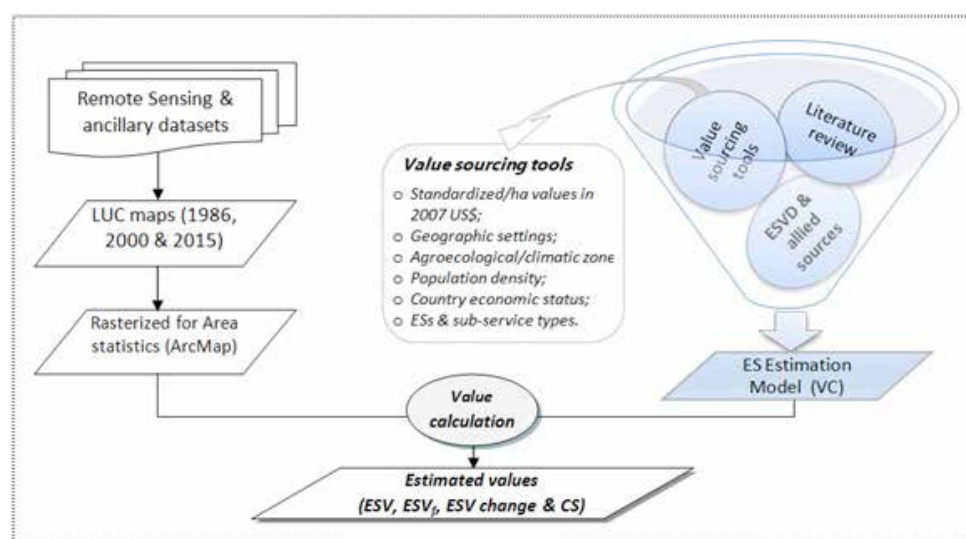 Remote Sensing &
ancillary datasets
LUC maps (1986,
2000 & 2015)
Rasterized for Area
statistics (ArcMap)
Value sourcing tools
o Standardized/ha values in
2007 US$;
o Geographic settings;
o Agroecological/climatic zone
o Population density;
o Country economic status;
o ESs & sub-service types.
Value
sourcing
tools
Literature
review
ESVD &
allied
sources
ES Estimation
Model (VC)
Value
calculation
Estimated values
(ESV, ESVf, ESV change & CS)